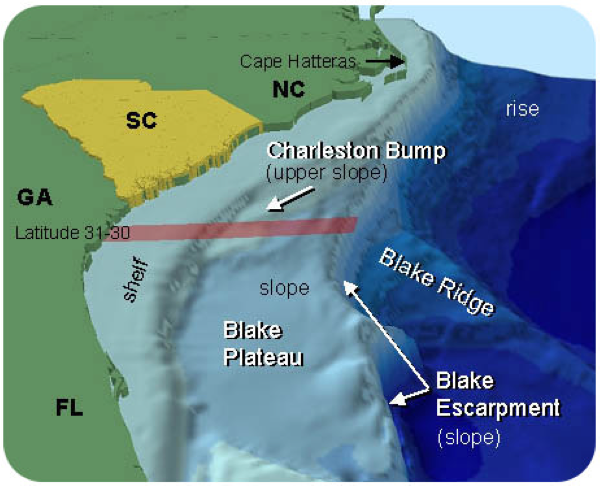 Cape Hatteras
NC
rise
SC
Charleston Bump
(upper slope)
GA
Latitude 31-30
shelf
slope
Blake Ridge
Blake
Plateau
FL
Blake
Escarpment
(slope)